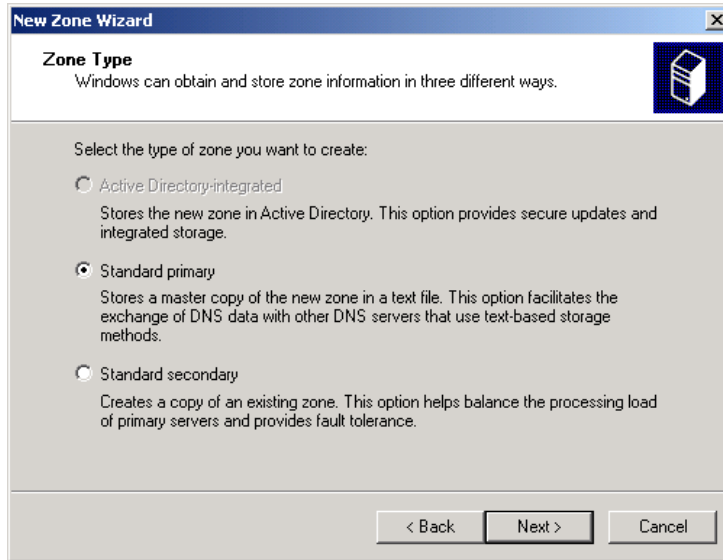 New Zone Wizard
Zone Type
Windows can obtain and store zone information in three different ways.
Select the type of zone you want to create:
Active Directory-integrated
Stores the new zone in Active Directory. This option provides secure updates and
integrated storage.
Standard primary
Stores a master copy of the new zone in a text file. This option facilitates the
exchange of DNS data with other DNS servers that use text-based storage
methods.
Standard secondary
Creates a copy of an existing zone. This option helps balance the processing load
of primary servers and provides fault tolerance.
< Back Next > Cancel